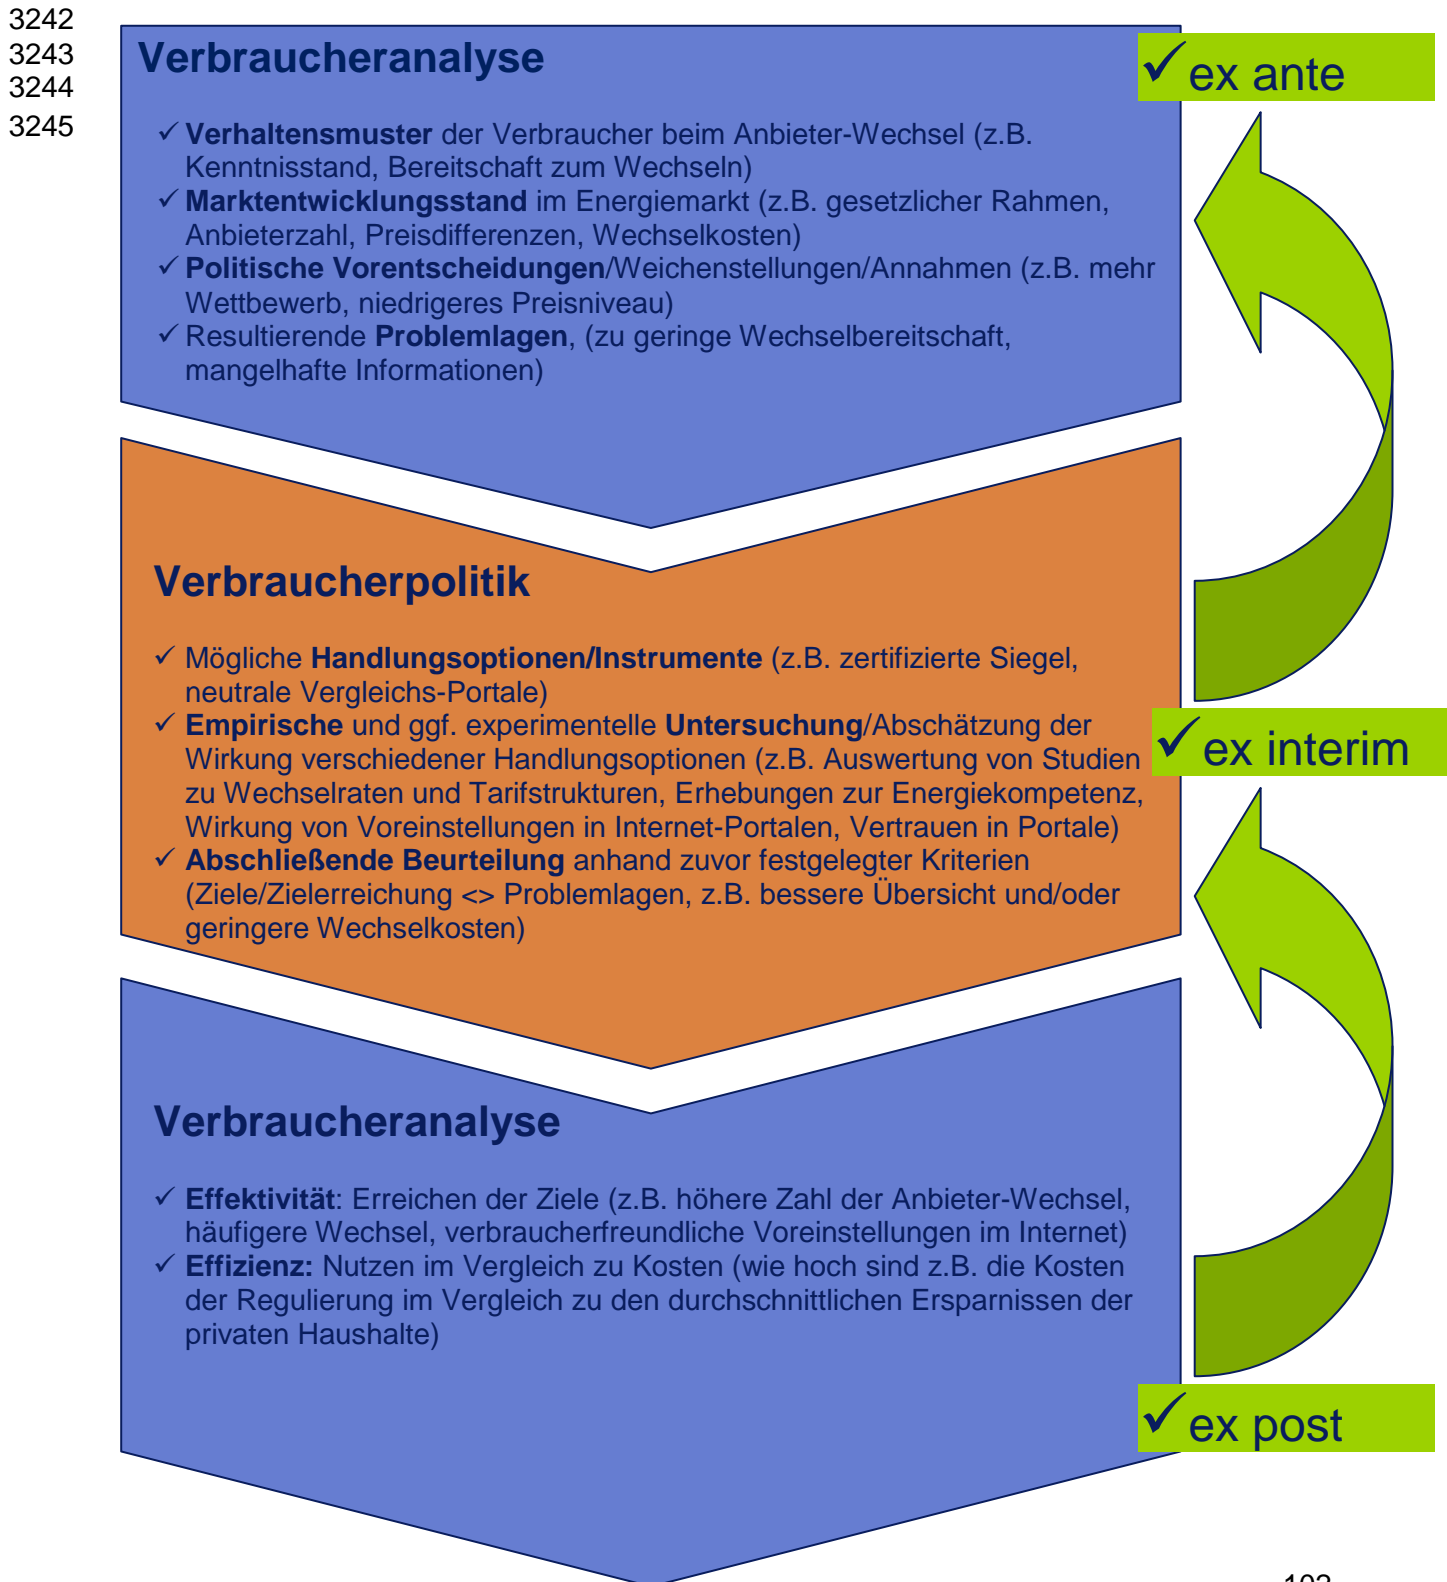 3242
3243
3244
3245
Verbraucheranalyse
✓ ex ante
✓ Verhaltensmuster der Verbraucher beim Anbieter-Wechsel (z.B.
Kenntnisstand, Bereitschaft zum Wechseln)
✓ Marktentwicklungsstand im Energiemarkt (z.B. gesetzlicher Rahmen,
Anbieterzahl, Preisdifferenzen, Wechselkosten)
✓ Politische Vorentscheidungen/Weichenstellungen/Annahmen (z.B. mehr
Wettbewerb, niedrigeres Preisniveau)
✓ Resultierende Problemlagen, (zu geringe Wechselbereitschaft,
mangelhafte Informationen)
Verbraucherpolitik
✓ Mögliche Handlungsoptionen/Instrumente (z.B. zertifizierte Siegel,
neutrale Vergleichs-Portale)
✓ Empirische und ggf. experimentelle Untersuchung/Abschätzung der
Wirkung verschiedener Handlungsoptionen (z.B. Auswertung von Studien
zu Wechselraten und Tarifstrukturen, Erhebungen zur Energiekompetenz,
Wirkung von Voreinstellungen in Internet-Portalen, Vertrauen in Portale)
✓ Abschließende Beurteilung anhand zuvor festgelegter Kriterien
(Ziele/Zielerreichung <> Problemlagen, z.B. bessere Übersicht und/oder
geringere Wechselkosten)
✓ ex interim
Verbraucheranalyse
✓ Effektivität: Erreichen der Ziele (z.B. höhere Zahl der Anbieter-Wechsel,
häufigere Wechsel, verbraucherfreundliche Voreinstellungen im Internet)
✓ Effizienz: Nutzen im Vergleich zu Kosten (wie hoch sind z.B. die Kosten
der Regulierung im Vergleich zu den durchschnittlichen Ersparnissen der
privaten Haushalte)
✓ ex post